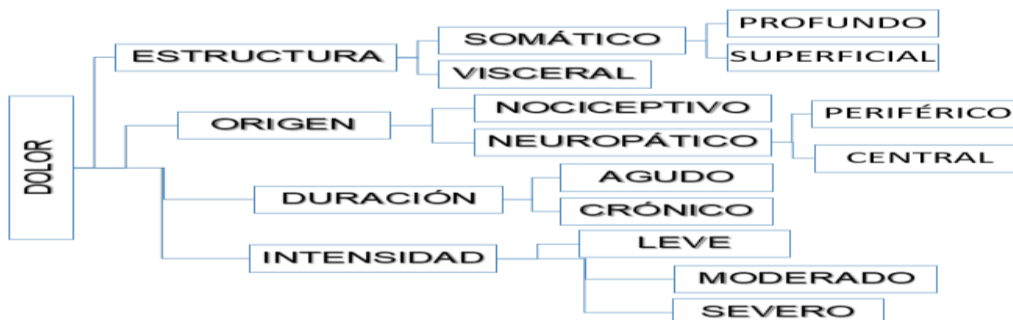 DOLOR
ESTRUCTURA
SOMÁTICO
PROFUNDO
SUPERFICIAL
VISCERAL
ORIGEN
NOCICEPTIVO
NEUROPÁTICO
PERIFÉRICO
CENTRAL
DURACIÓN
AGUDO
CRÓNICO
INTENSIDAD
LEVE
MODERADO
SEVERO